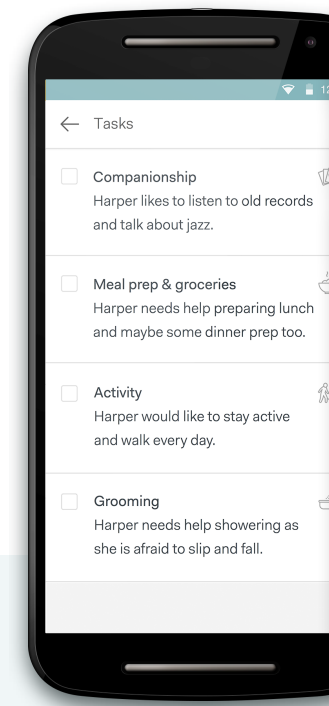 12
Tasks
Companionship
Harper likes to listen to old records
and talk about jazz.
Meal prep & groceries
Harper needs help preparing lunch
and maybe some dinner prep too.
Activity
Harper would like to stay active
and walk every day.
Grooming
Harper needs help showering as
she is afraid to slip and fall.